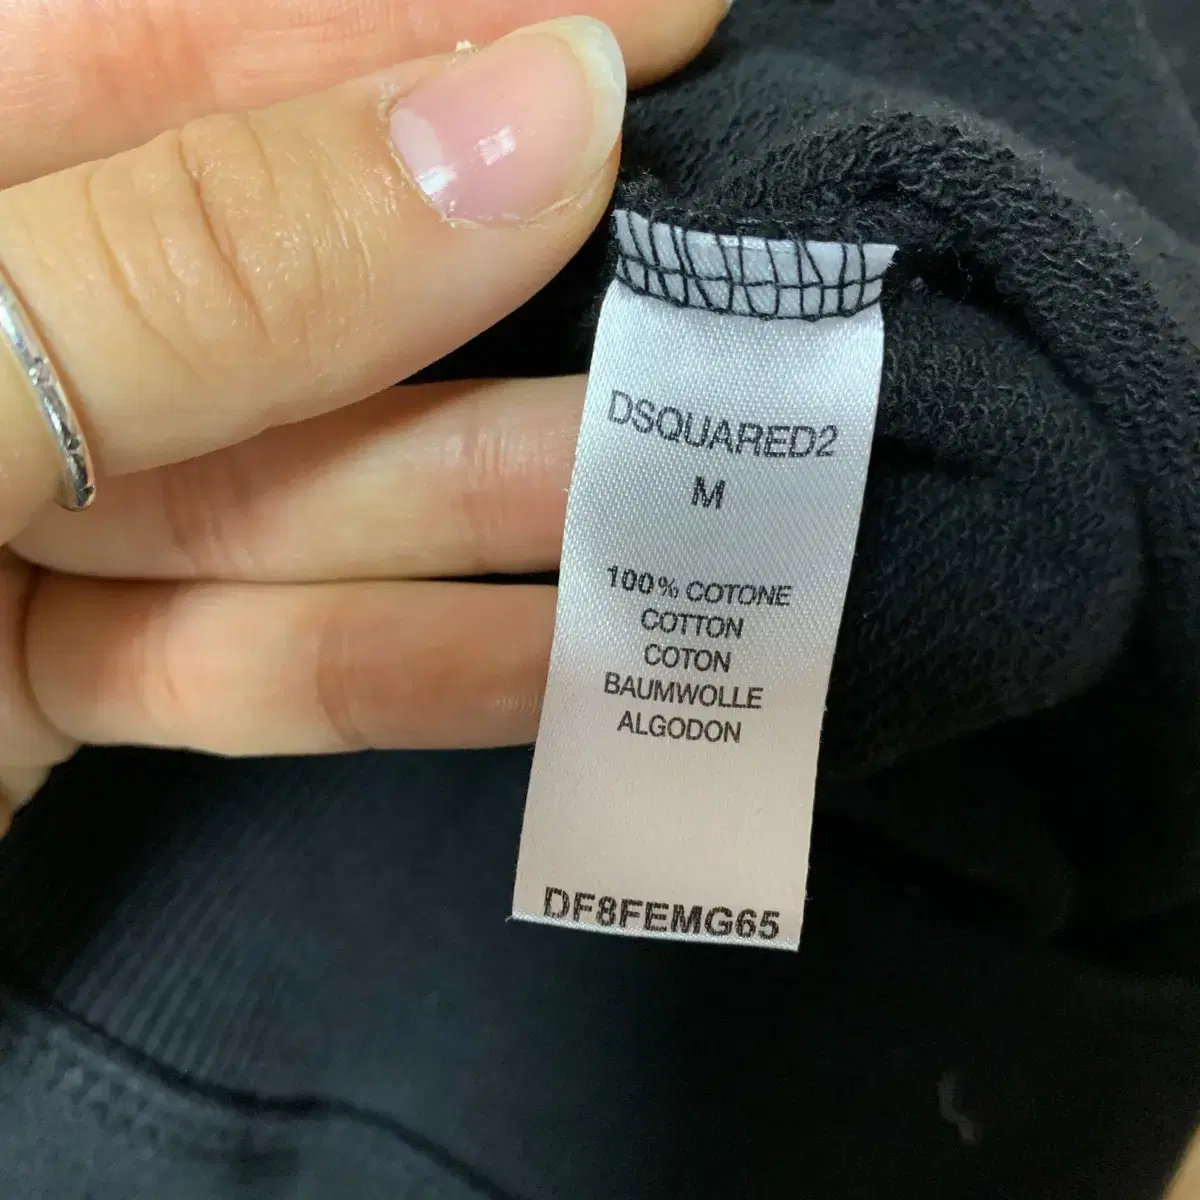 DSQUARED2
M
100% COTONE
COTTON
COTON
BAUMWOLLE
ALGODON
DF8FEMG65